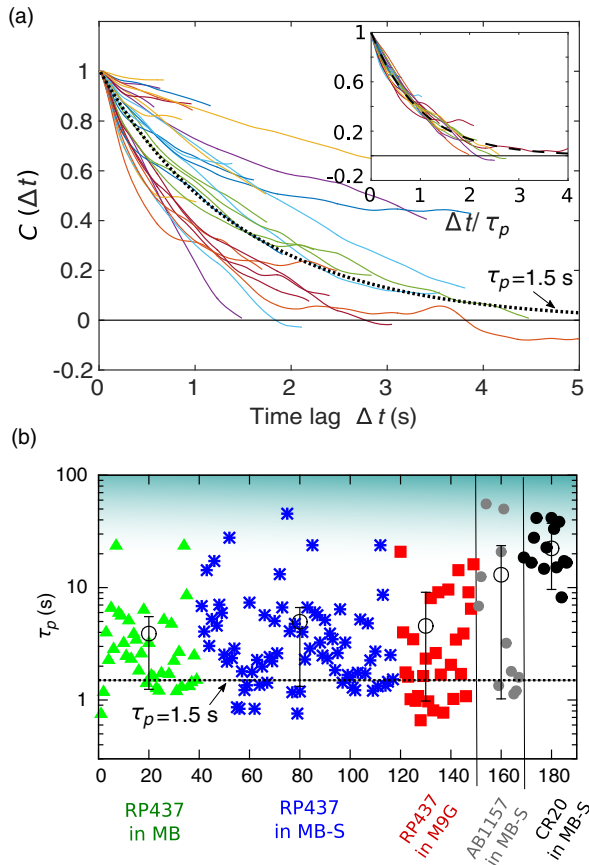 (a)
1
0.8
0.6
0.4
0.2
0
-0.2
C (Δt)
0
1
2
3
4
5
Time lag Δt (s)
τp=1.5 s
1
0.6
0.2
-0.2
0
1
2
3
4
Δt/ τp
(b)
100
10
1
τp (s)
τp=1.5 s
0
20
40
60
80
100
120
140
160
180
RP437
in MB
RP437
in MB-S
RP437
in M9G
AB1157
in MB-S
CR20
in MB-S